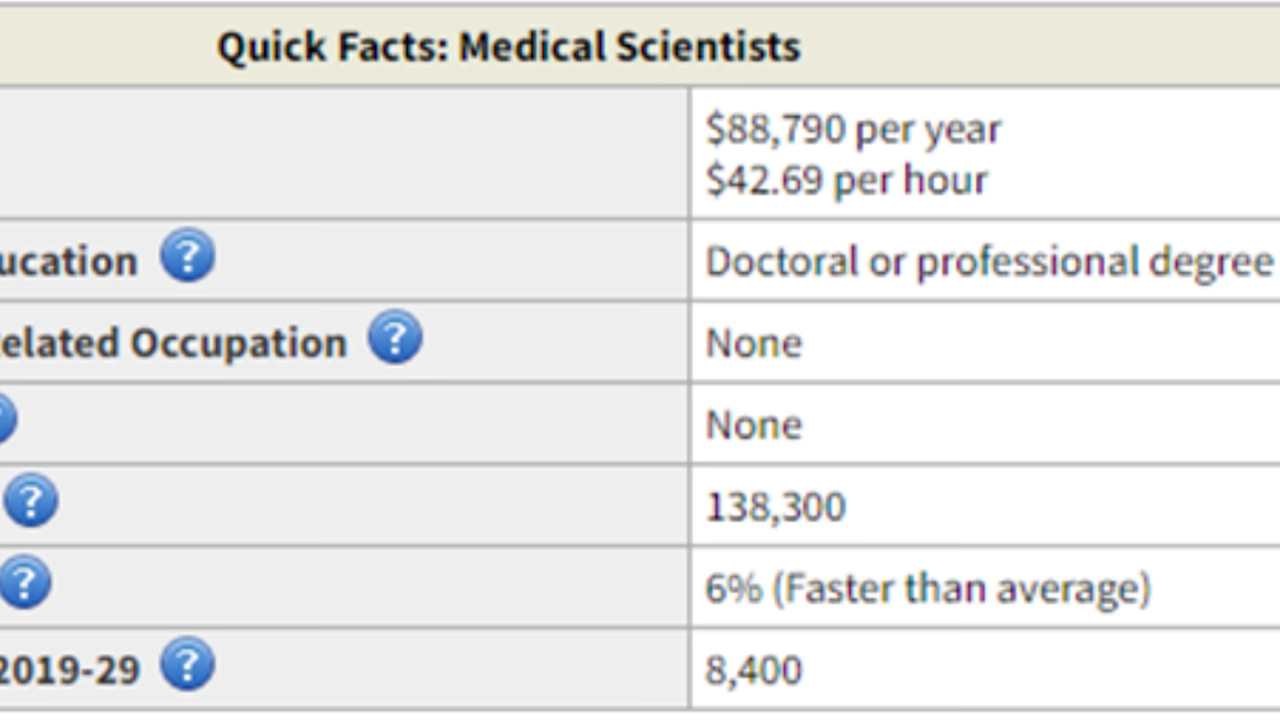 Quick Facts: Medical Scientists
$88,790 per year
$42.69 per hour
ucation ? Doctoral or professional degree
elated Occupation ? None
None
? 138,300
? 6% (Faster than average)
2019-29 ? 8,400